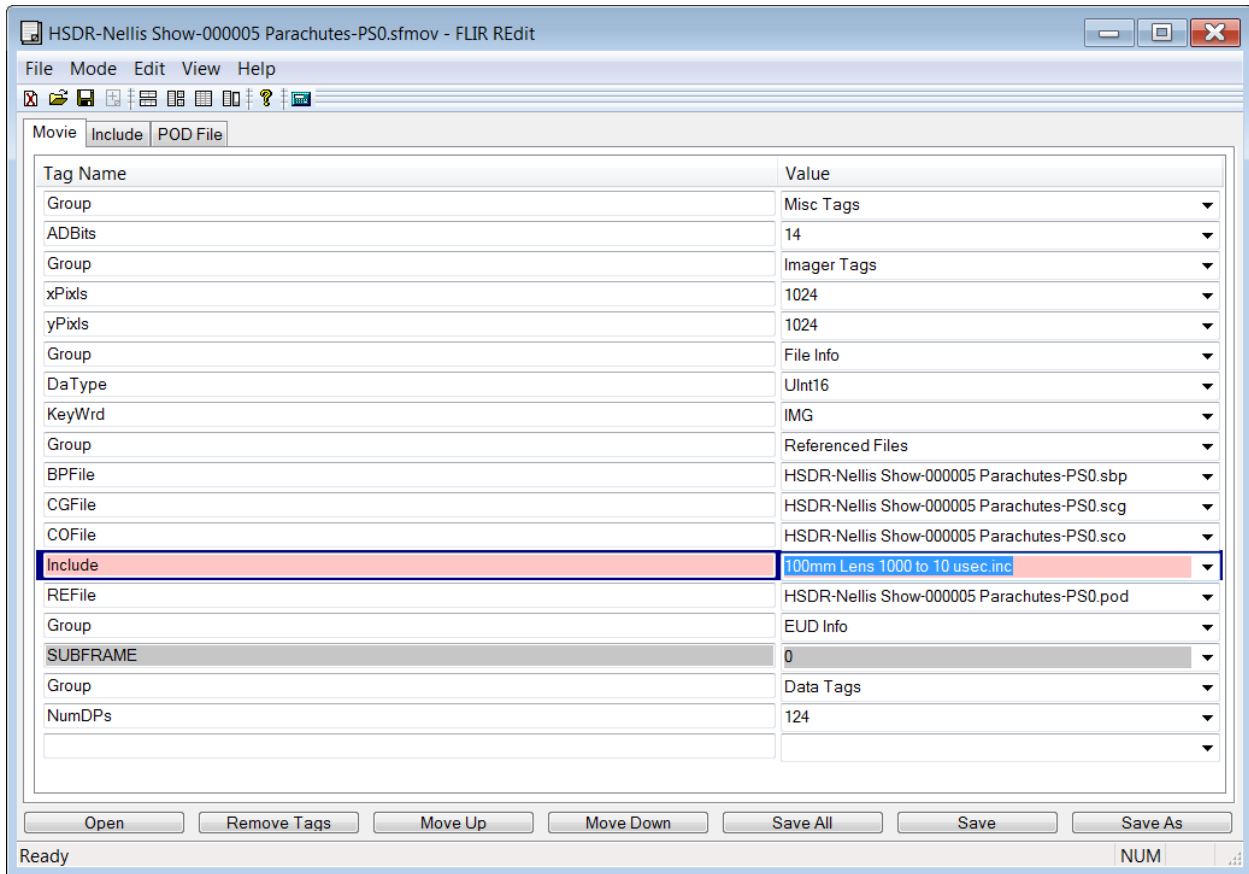 HSDR-Nellis Show-000005 Parachutes-PS0.sfmov - FLIR REdit
File Mode Edit View Help
Movie Include POD File
Tag Name Value
Group Misc Tags
ADBits 14
Group Imager Tags
xPixls 1024
yPixls 1024
Group File Info
DaType UInt16
KeyWrd IMG
Group Referenced Files
BPFile HSDR-Nellis Show-000005 Parachutes-PS0.sbp
CGFile HSDR-Nellis Show-000005 Parachutes-PS0.scg
COFile HSDR-Nellis Show-000005 Parachutes-PS0.sco
Include 100mm Lens 1000 to 10 usec.inc
REFile HSDR-Nellis Show-000005 Parachutes-PS0.pod
Group EUD Info
SUBFRAME 0
Group Data Tags
NumDPs 124
Open Remove Tags Move Up Move Down Save All Save Save As
Ready NUM